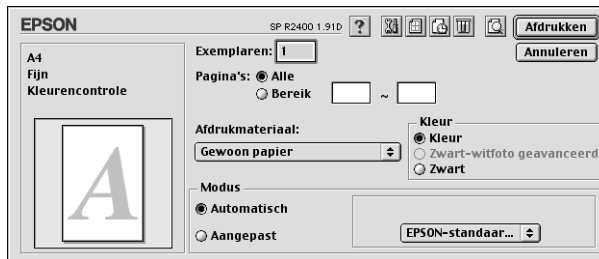 EPSON
SP R2400 1.91D
?
Afdrukken
A4
Fijn
Kleurencontrole
A
Exemplaren: 1
Annuleren
Pagina's: Alle
Bereik ~
Afdrukmateriaal:
Gewoon papier
Kleur
Kleur
Zwart-witfoto geavanceerd
Zwart
Modus
Automatisch
Aangepast
EPSON-standaar...